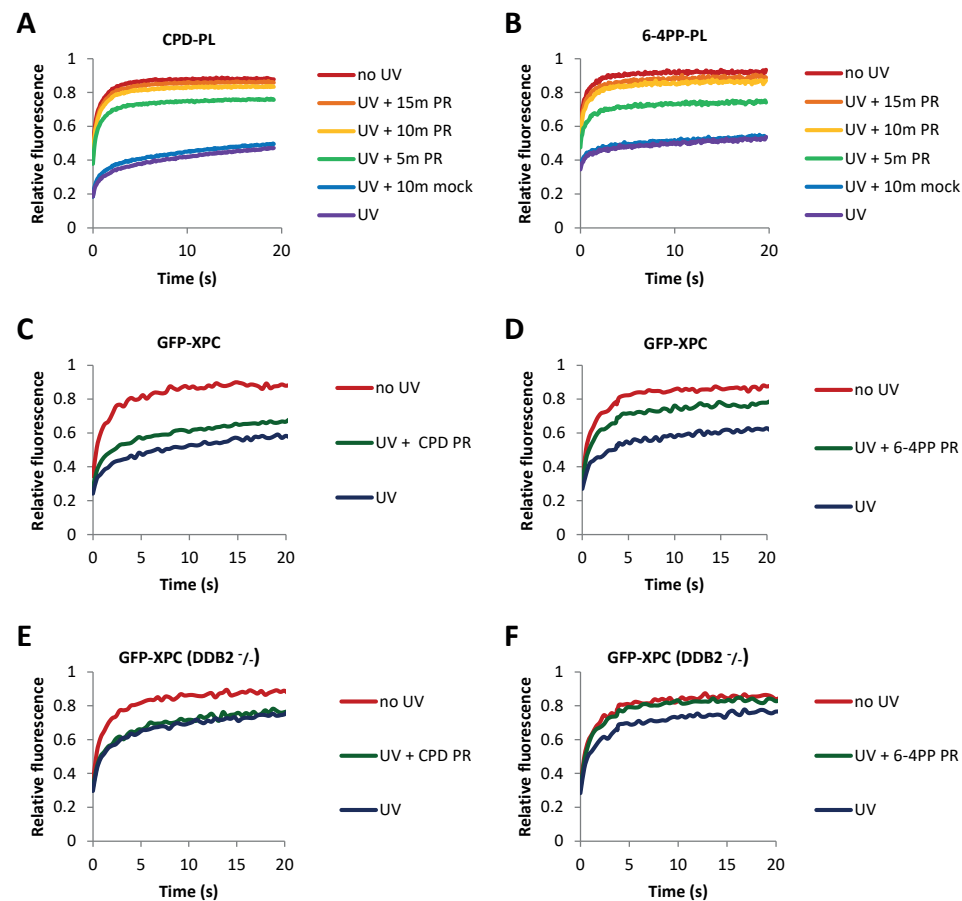 A
CPD-PL
Relative fluorescence
1
0.8
0.6
0.4
0.2
0
0
10
20
Time (s)
no UV
UV + 15m PR
UV + 10m PR
UV + 5m PR
UV + 10m mock
UV
B
6-4PP-PL
Relative fluorescence
1
0.8
0.6
0.4
0.2
0
0
10
20
Time (s)
no UV
UV + 15m PR
UV + 10m PR
UV + 5m PR
UV + 10m mock
UV
C
GFP-XPC
Relative fluorescence
1
0.8
0.6
0.4
0.2
0
0
5
10
15
20
Time (s)
no UV
UV + CPD PR
UV
D
GFP-XPC
Relative fluorescence
1
0.8
0.6
0.4
0.2
0
0
5
10
15
20
Time (s)
no UV
UV + 6-4PP PR
UV
E
GFP-XPC (DDB2 -/-)
Relative fluorescence
1
0.8
0.6
0.4
0.2
0
0
5
10
15
20
Time (s)
no UV
UV + CPD PR
UV
F
GFP-XPC (DDB2 -/-)
Relative fluorescence
1
0.8
0.6
0.4
0.2
0
0
5
10
15
20
Time (s)
no UV
UV + 6-4PP PR
UV